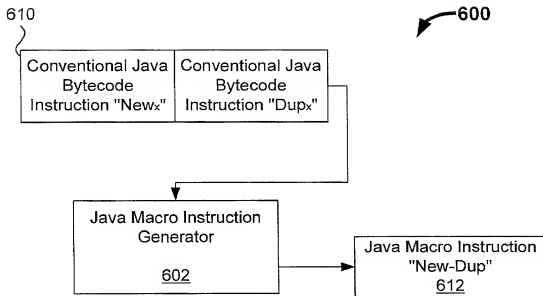 610
600
Conventional Java
Bytecode
Instruction "Newx"
Conventional Java
Bytecode
Instruction "Dupx"
Java Macro Instruction
Generator
602
Java Macro Instruction
"New-Dup"
612